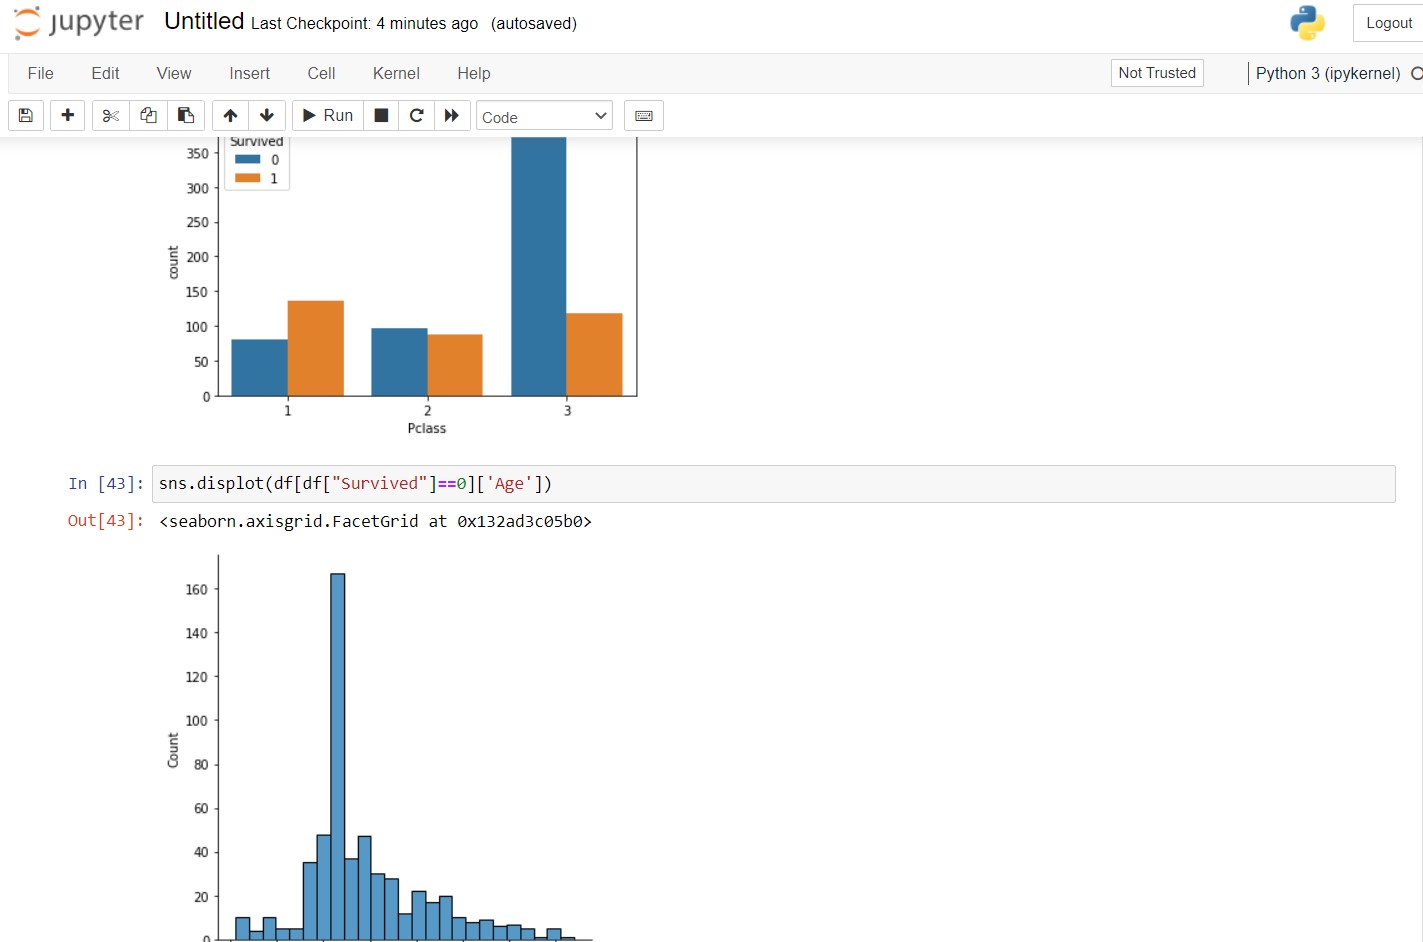 jupyter Untitled Last Checkpoint: 4 minutes ago (autosaved) Logout
File Edit View Insert Cell Kernel Help Not Trusted Python 3 (ipykernel)
Run Code
Survived
0
1
350
300
250
200
150
100
50
0
count
1 2 3
Pclass
In [43]: sns.displot(df[df["Survived"]==0]['Age'])
Out[43]: <seaborn.axisgrid.FacetGrid at 0x132ad3c05b0>
160
140
120
100
80
60
40
20
0
Count